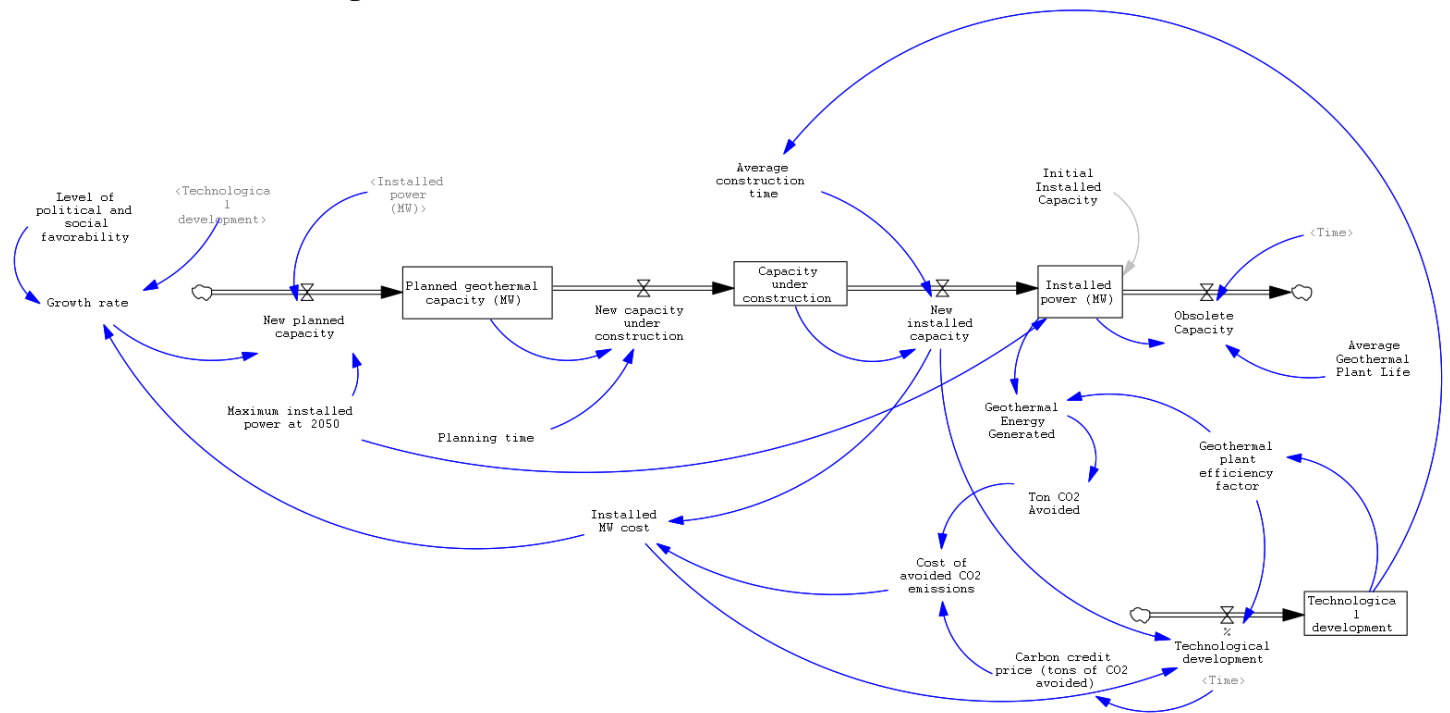 Level of
political and
social
favorability
<Technologica
l
development>
<Installed
power
(MW)>
Average
construction
time
Initial
Installed
Capacity
<Time>
Growth rate
New planned
capacity
Planned geothermal
capacity (MW)
New capacity
under
construction
Capacity
under
construction
New
installed
capacity
Installed
power (MW)
Obsolete
Capacity
Average
Geothermal
Plant Life
Maximum installed
power at 2050
Planning time
Geothermal
Energy
Generated
Geothermal
plant
efficiency
factor
Ton CO2
Avoided
Installed
MW cost
Cost of
avoided CO2
emissions
Technologica
l
development
%
Technological
development
Carbon credit
price (tons of CO2
avoided)
<Time>